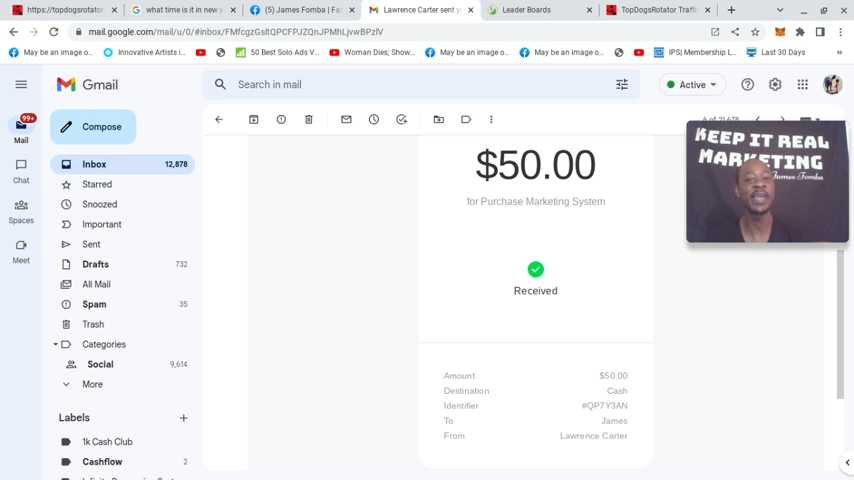 https://topdogsrotator.
what time is it in new y
(5) James Fomba | Fac
Lawrence Carter sent y
Leader Boards
TopDogsRotator Traffi
mail.google.com/mail/u/0/#inbox/FMfcgzGsltQPCFPJZQnJPMhLjvwBPzlV
May be an image o...
Innovative Artists i...
50 Best Solo Ads V...
Woman Dies; Show...
May be an image o...
May be an image o...
IPS| Membership L...
Last 30 Days
Gmail
Search in mail
Active
99+
Mail
Chat
Spaces
Meet
Compose
Inbox 12,878
Starred
Snoozed
Important
Sent
Drafts 732
All Mail
Spam 35
Trash
Categories
Social 9,614
More
Labels
1k Cash Club
Cashflow 2
$50.00
for Purchase Marketing System
Received
Amount $50.00
Destination Cash
Identifier #QP7Y3AN
To James
From Lawrence Carter
KEEP IT REAL
MARKETING
James Fomba